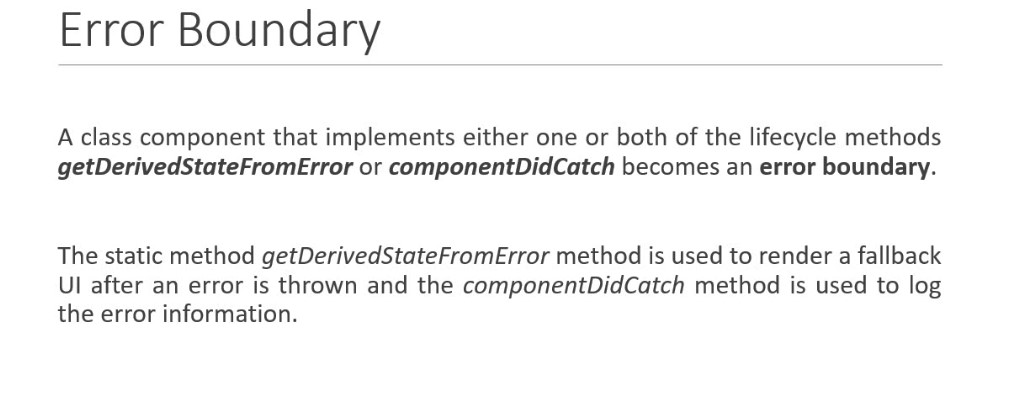 Error Boundary
A class component that implements either one or both of the lifecycle methods
getDerivedStateFromError or componentDidCatch becomes an error boundary.
The static method getDerivedStateFromError method is used to render a fallback
UI after an error is thrown and the componentDidCatch method is used to log
the error information.